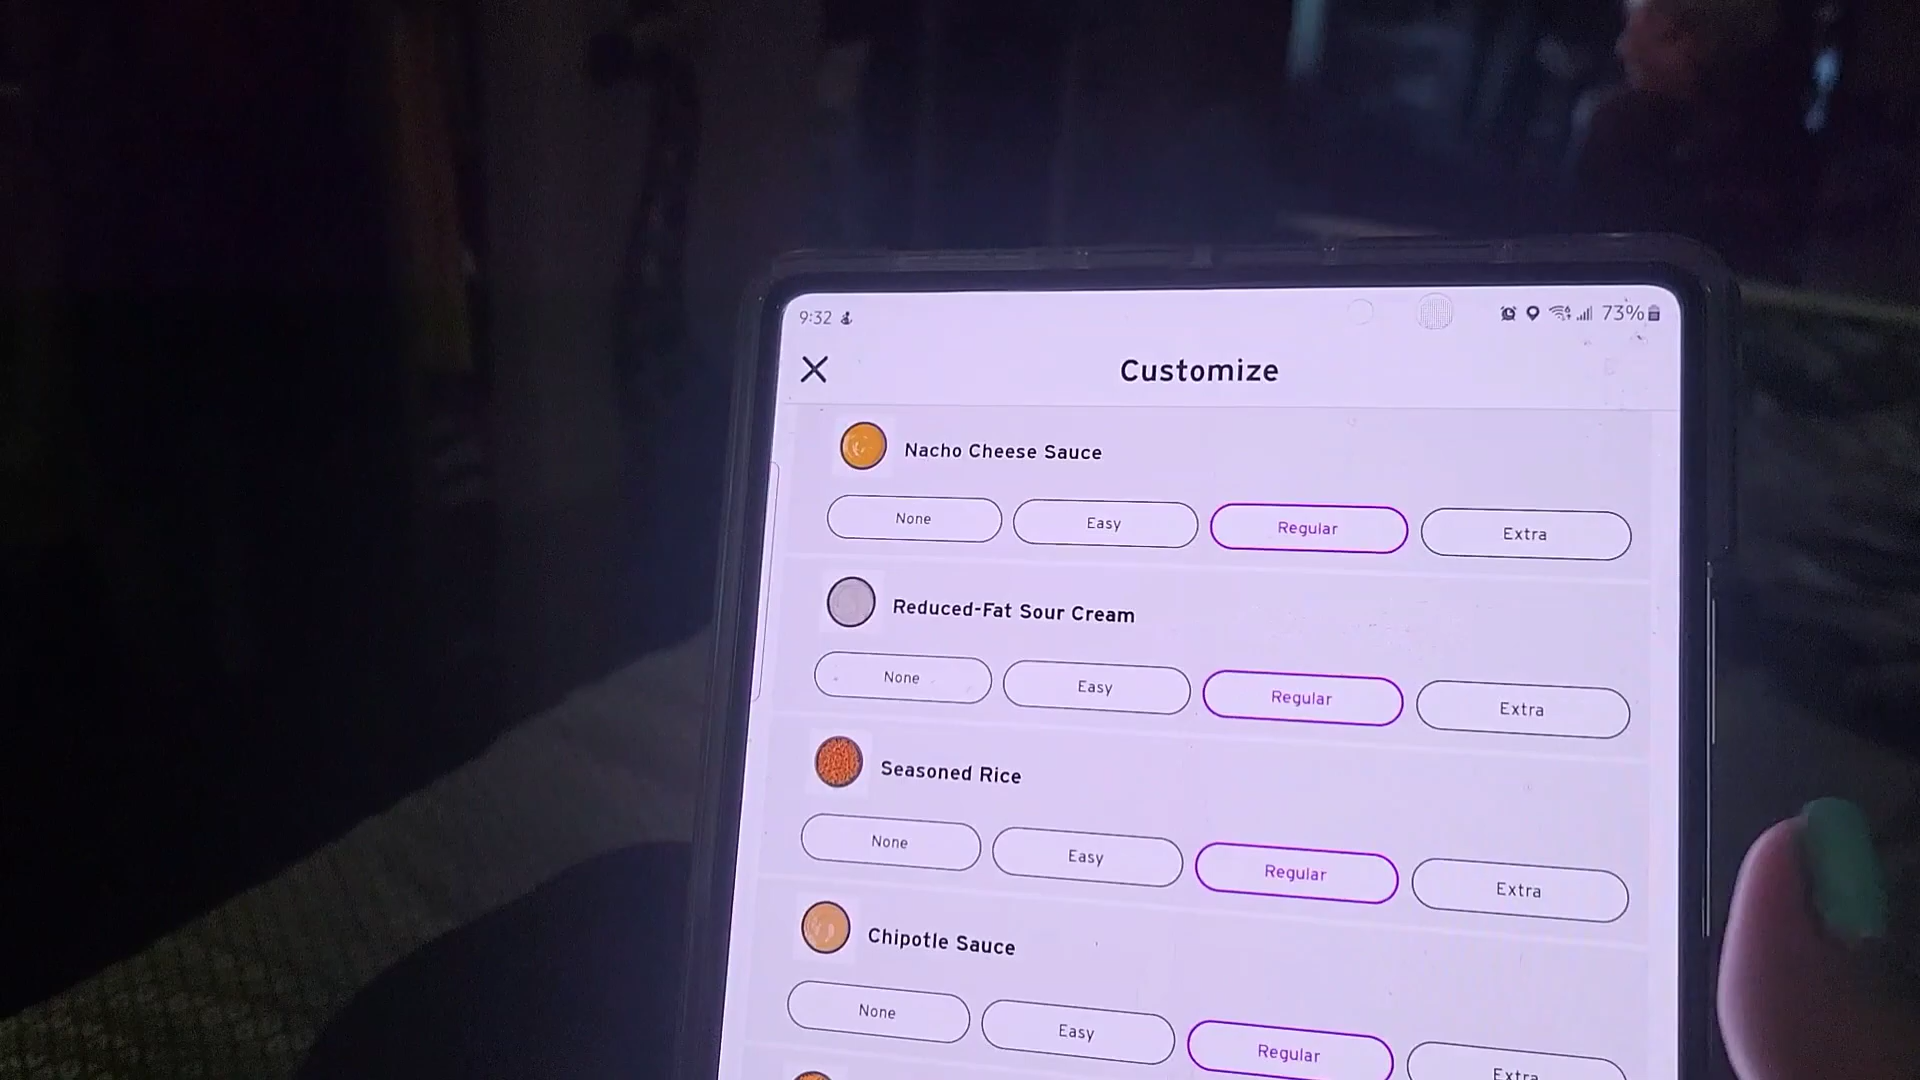 9:32 73%
Customize
Nacho Cheese Sauce
None Easy Regular Extra
Reduced-Fat Sour Cream
None Easy Regular Extra
Seasoned Rice
None Easy Regular Extra
Chipotle Sauce
None Easy Regular Extra